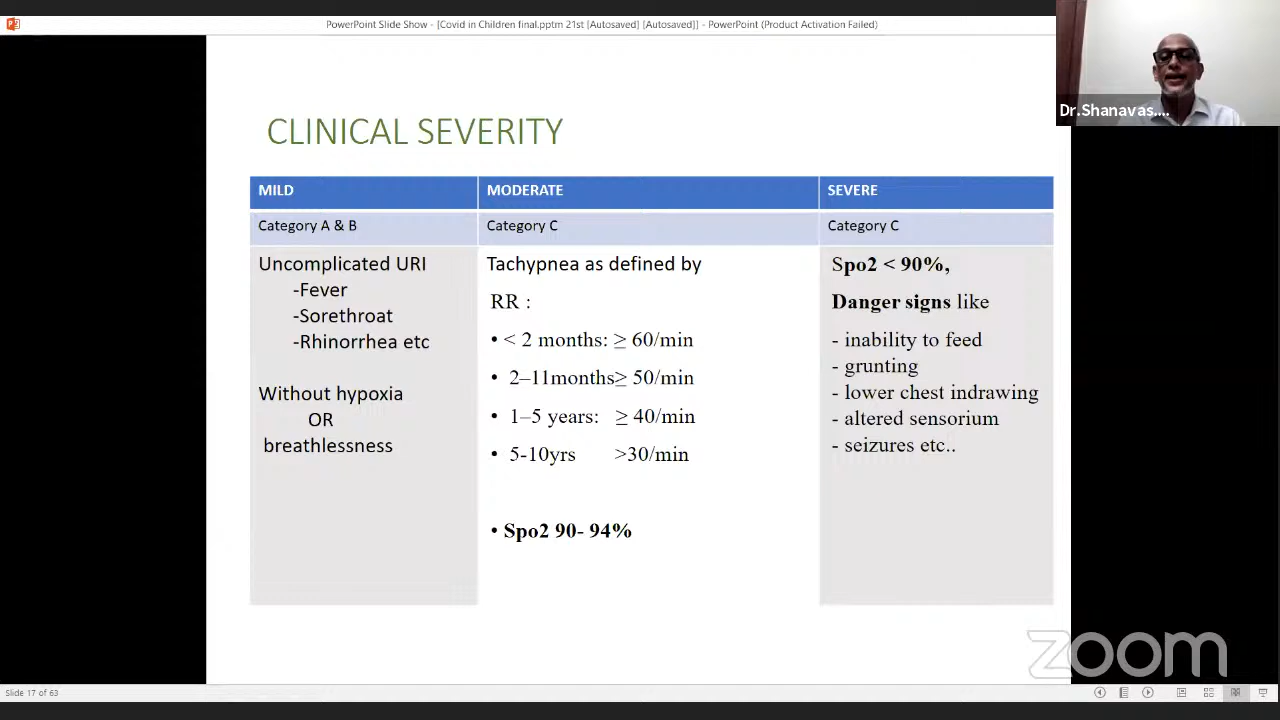 PowerPoint Slide Show - [Covid in Children final.pptm 21st [Autosaved] [Autosaved]] - PowerPoint (Product Activation Failed)
Dr.Shanavas....
CLINICAL SEVERITY
MILD
MODERATE
SEVERE
Category A & B
Category C
Category C
Uncomplicated URI
-Fever
-Sorethroat
-Rhinorrhea etc
Without hypoxia
OR
breathlessness
Tachypnea as defined by
RR :
• < 2 months: ≥ 60/min
• 2–11months≥ 50/min
• 1–5 years: ≥ 40/min
• 5-10yrs >30/min
• Spo2 90- 94%
Spo2 < 90%,
Danger signs like
- inability to feed
- grunting
- lower chest indrawing
- altered sensorium
- seizures etc..
zoom
Slide 17 of 63